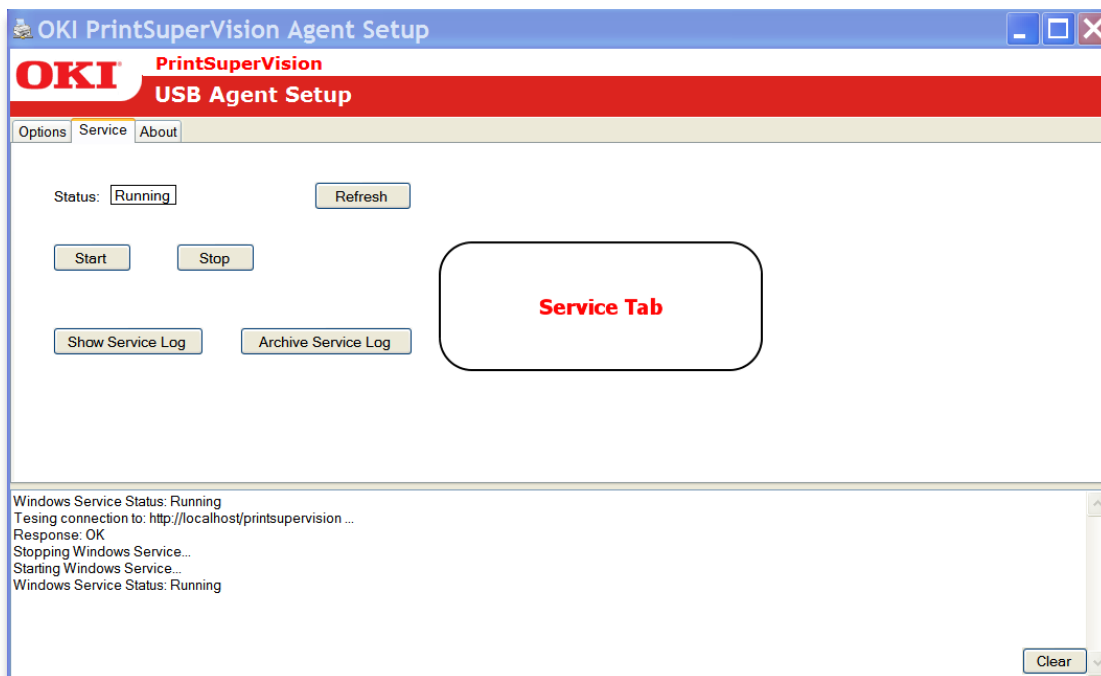 OKI PrintSuperVision Agent Setup
OKI
PrintSuperVision
USB Agent Setup
Options Service About
Status: Running Refresh
Start Stop
Service Tab
Show Service Log Archive Service Log
Windows Service Status: Running
Tesing connection to: http://localhost/printsupervision ...
Response: OK
Stopping Windows Service...
Starting Windows Service...
Windows Service Status: Running
Clear